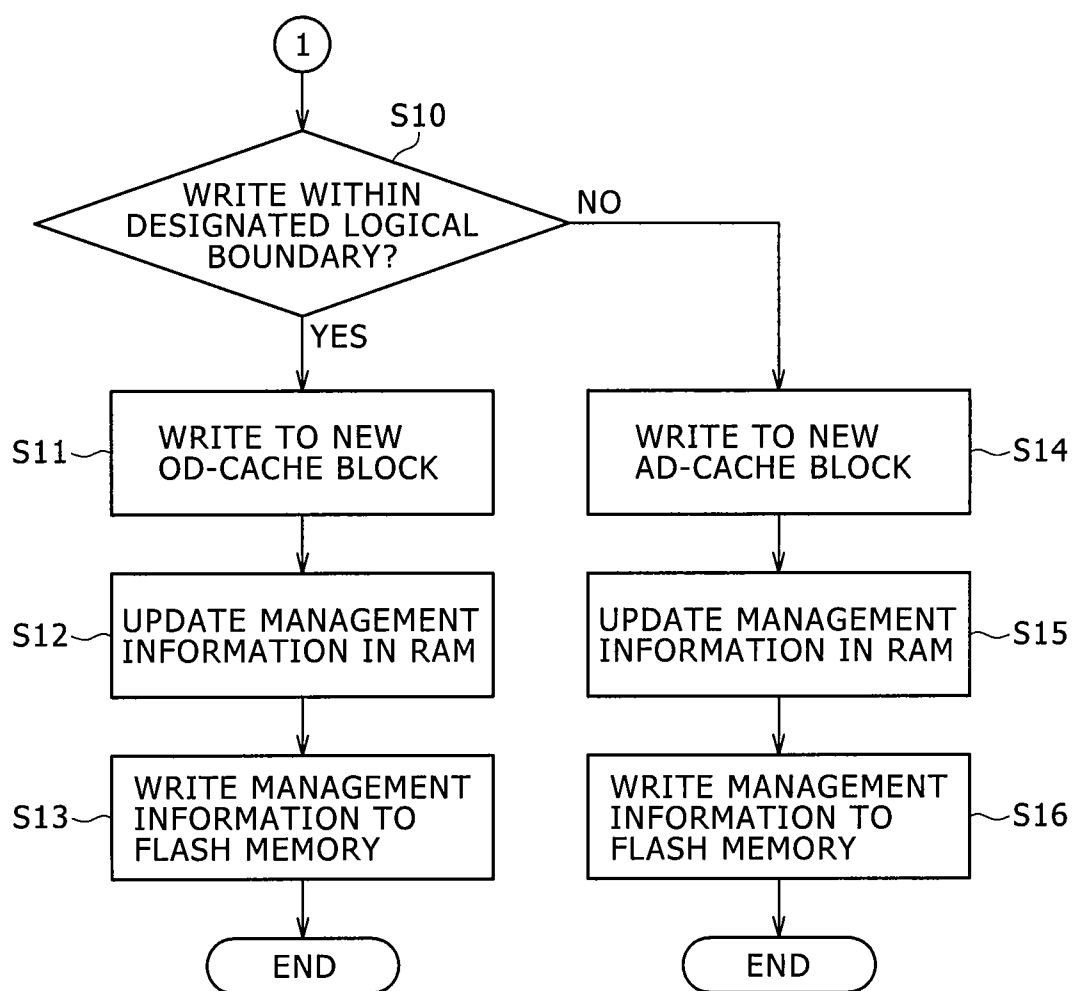 1
S10
WRITE WITHIN
DESIGNATED LOGICAL
BOUNDARY?
NO
YES
S11
WRITE TO NEW
OD-CACHE BLOCK
WRITE TO NEW
AD-CACHE BLOCK
S14
S12
UPDATE MANAGEMENT
INFORMATION IN RAM
UPDATE MANAGEMENT
INFORMATION IN RAM
S15
S13
WRITE MANAGEMENT
INFORMATION TO
FLASH MEMORY
WRITE MANAGEMENT
INFORMATION TO
FLASH MEMORY
S16
END
END